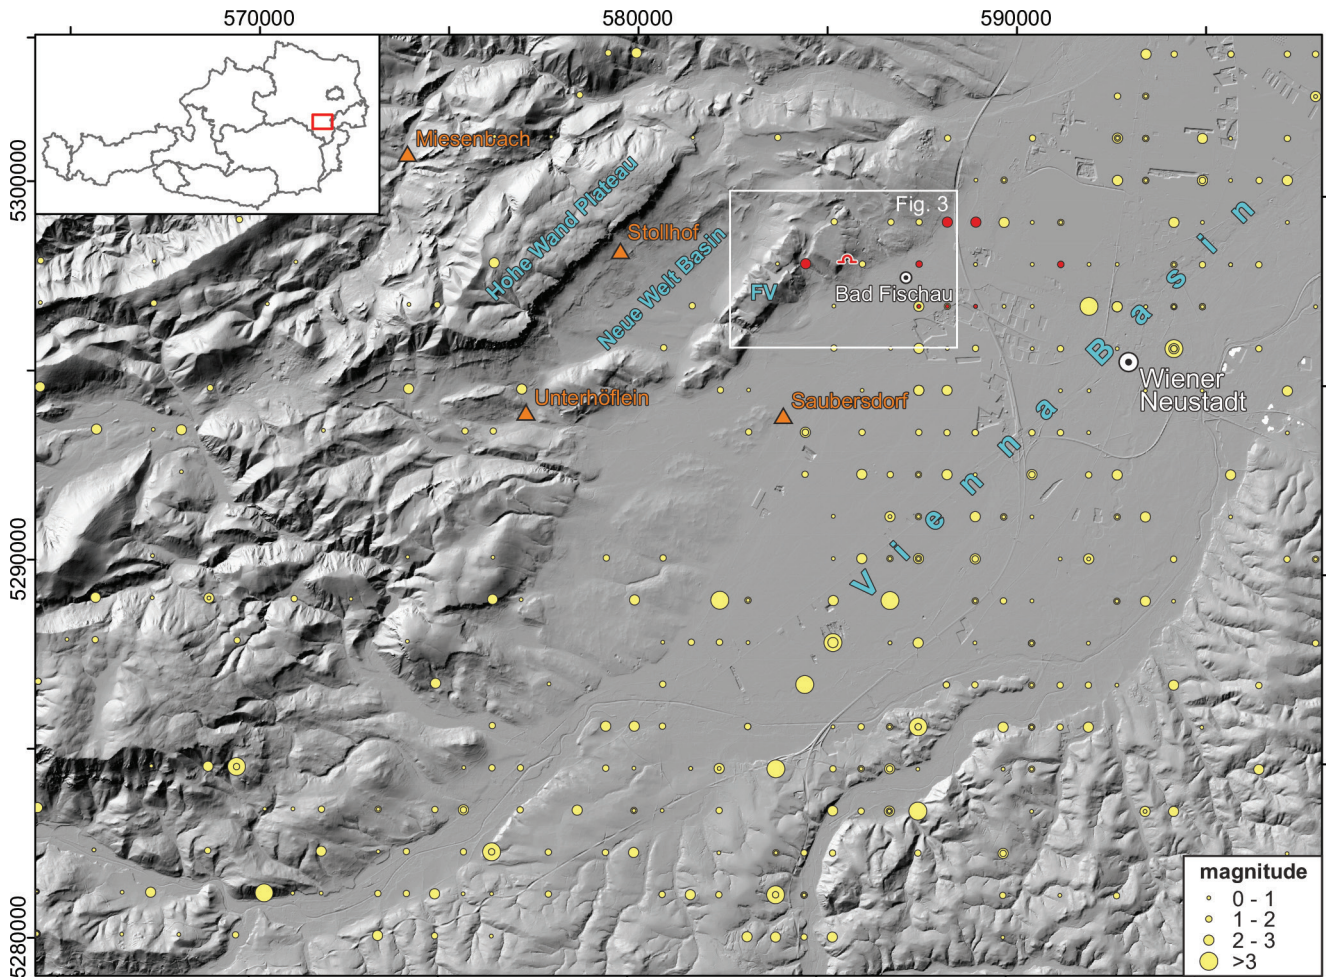 570000
580000
590000
5300000
5290000
5280000
Miesenbach
Hohe Wand Plateau
Stollhof
Neue Welt Basin
Fig. 3
FV
Bad Fischau
Unterhöflein
Saubersdorf
Wiener
Neustadt
Vienna Basin
magnitude
0 - 1
1 - 2
2 - 3
>3